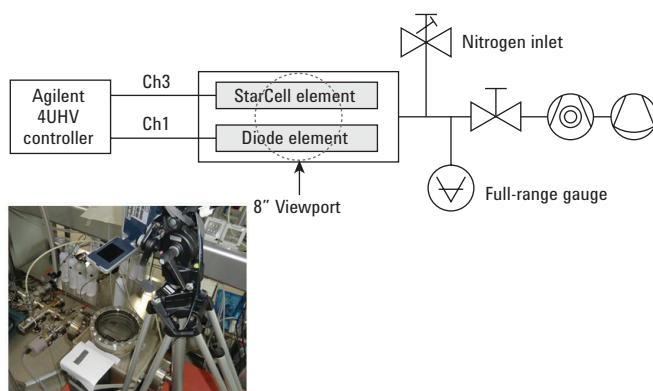 Nitrogen inlet
Ch3
Agilent
4UHV
controller
StarCell element
Ch1
Diode element
Full-range gauge
8” Viewport